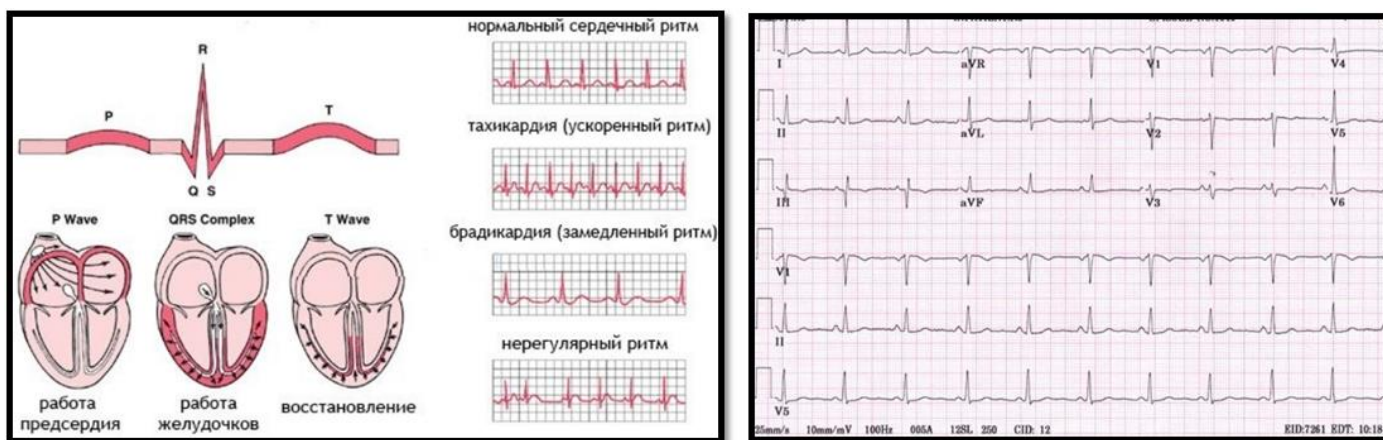 R
P
T
Q S
P Wave
QRS Complex
T Wave
работа
предсердия
работа
желудочков
восстановление
нормальный сердечный ритм
тахикардия (ускоренный ритм)
брадикардия (замедленный ритм)
нерегулярный ритм
I aVR V1 V4
II aVL V2 V5
III aVF V3 V6
V1
II
V5
25mm/s 10mm/mV 100Hz 005A 12SL 250 CID: 12 EID:7261 EDT: 10:18